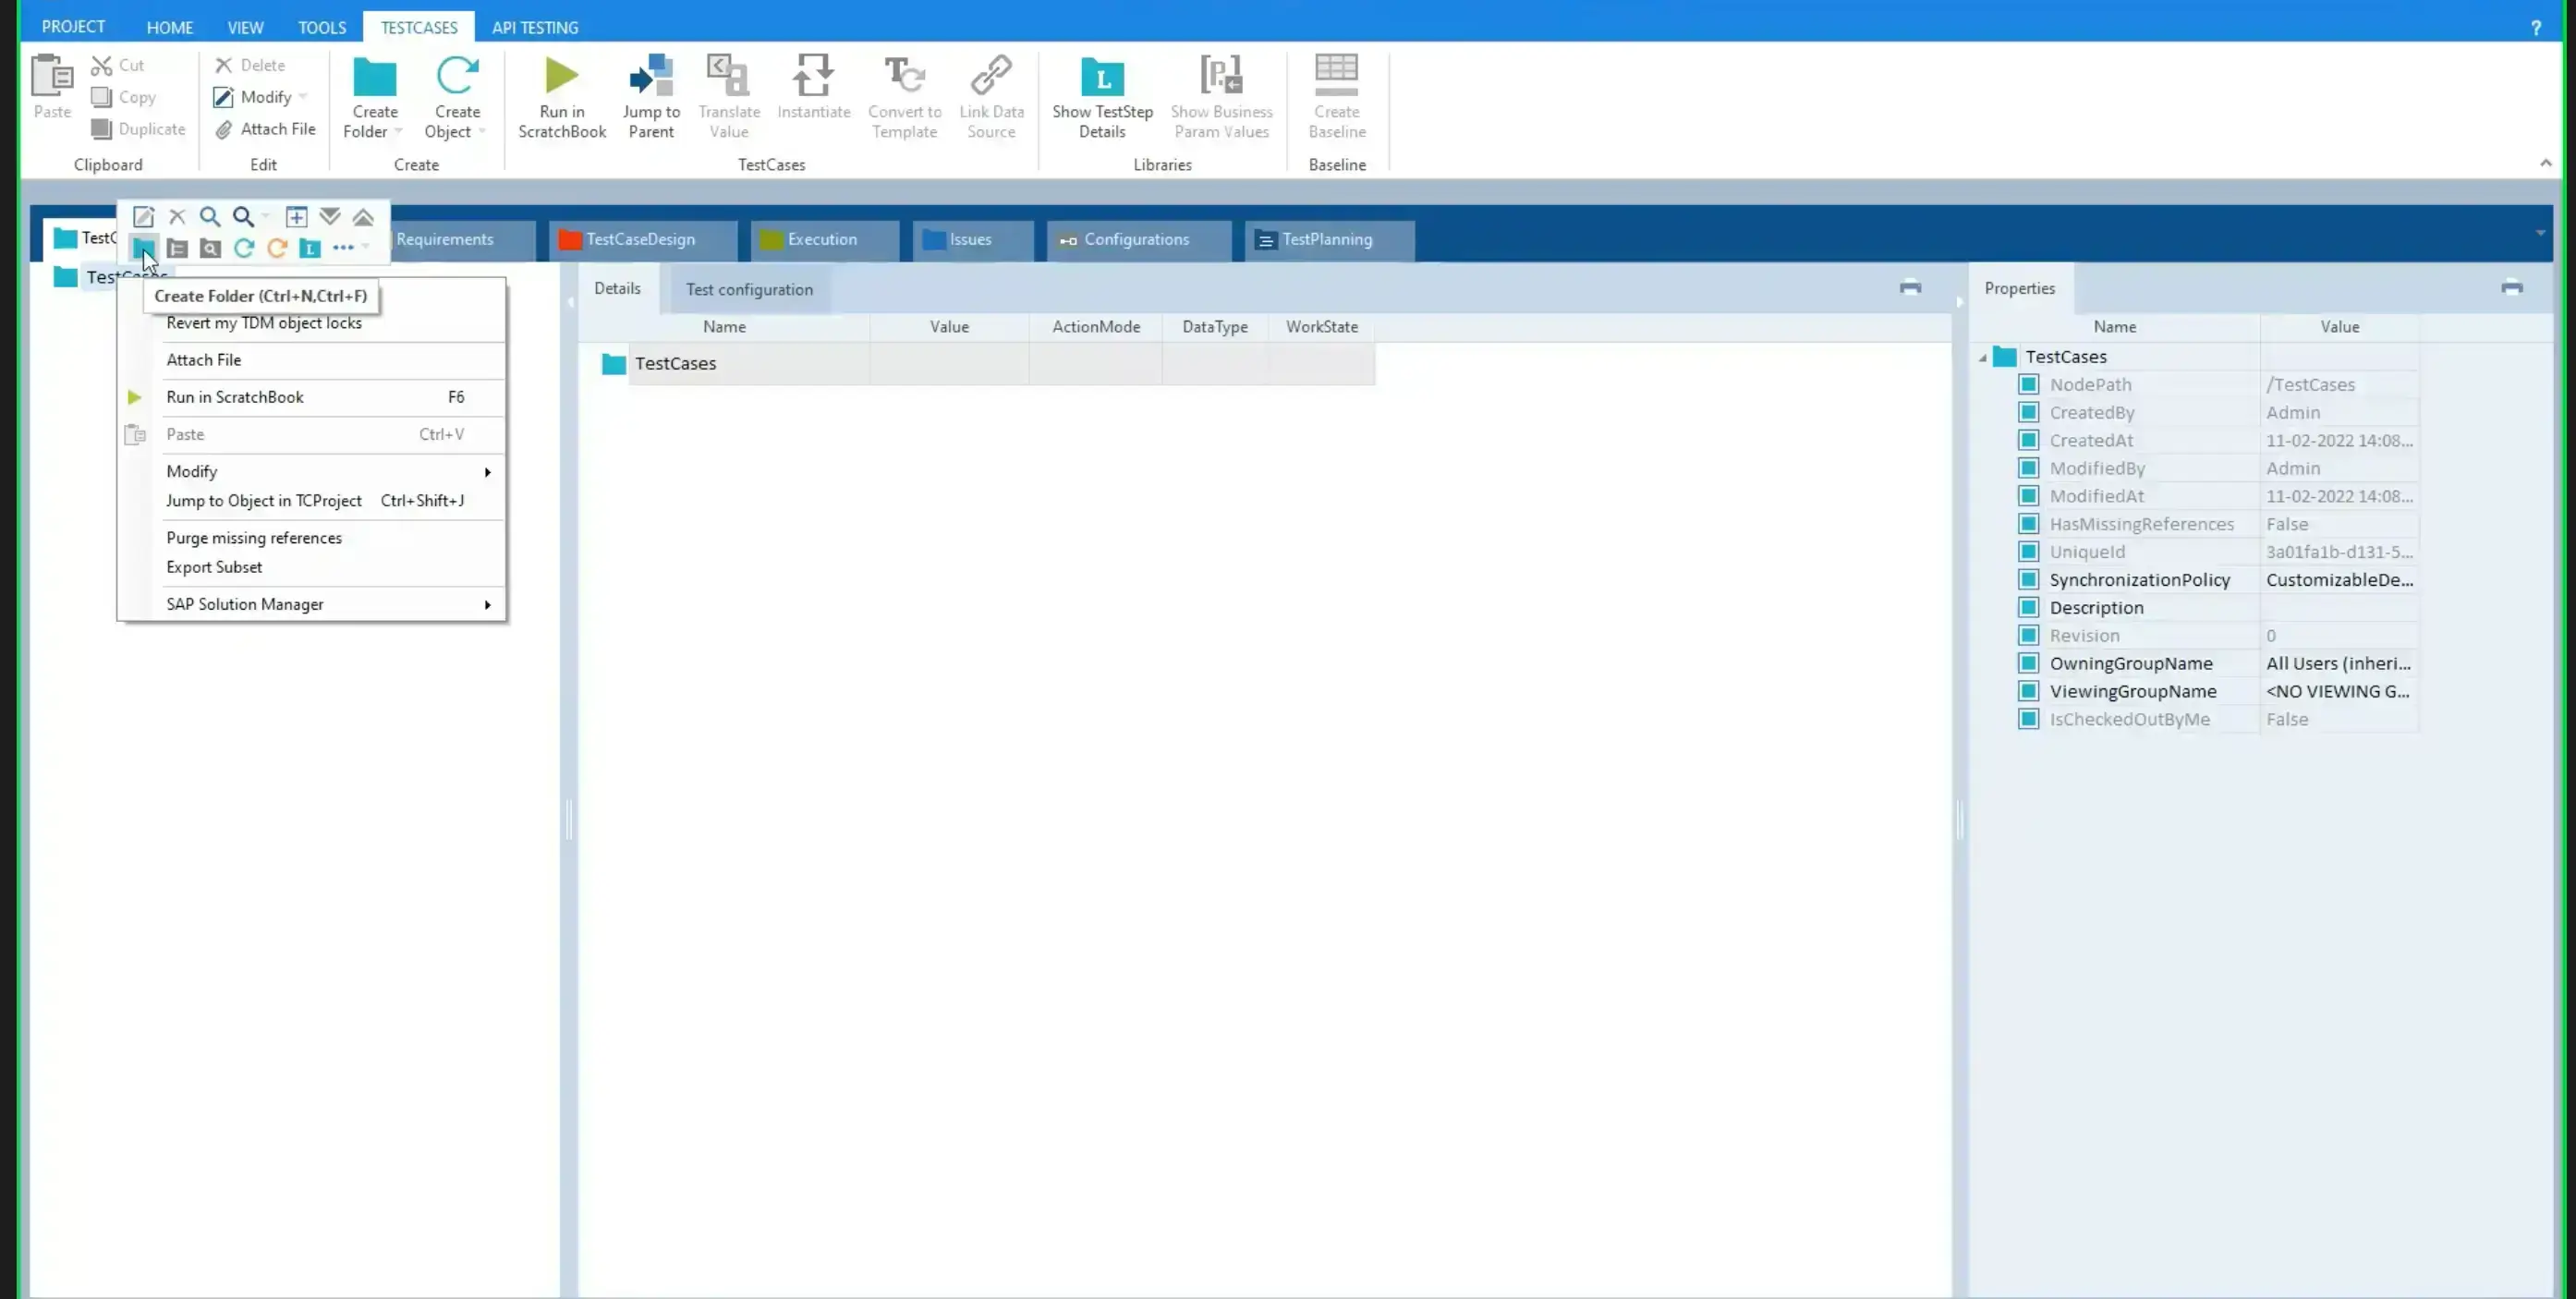 PROJECT HOME VIEW TOOLS TESTCASES API TESTING ?
Paste
Cut
Copy
Duplicate
Clipboard
Delete
Modify
Attach File
Edit
Create
Folder
Create
Object
Create
Run in
ScratchBook
Jump to
Parent
Translate
Value
Instantiate
Convert to
Template
Link Data
Source
TestCases
L
Show TestStep
Details
Show Business
Param Values
Libraries
Create
Baseline
Baseline
TestC
Requirements
TestCaseDesign
Execution
Issues
Configurations
TestPlanning
L
TestCases
Create Folder (Ctrl+N,Ctrl+F)
Revert my TDM object locks
Attach File
Run in ScratchBook F6
Paste Ctrl+V
Modify
Jump to Object in TCProject Ctrl+Shift+J
Purge missing references
Export Subset
SAP Solution Manager
Details Test configuration
Name Value ActionMode DataType WorkState
TestCases
Properties
Name Value
TestCases
NodePath /TestCases
CreatedBy Admin
CreatedAt 11-02-2022 14:08...
ModifiedBy Admin
ModifiedAt 11-02-2022 14:08...
HasMissingReferences False
UniqueId 3a01fa1b-d131-5...
SynchronizationPolicy CustomizableDe...
Description
Revision 0
OwningGroupName All Users (inheri...
ViewingGroupName <NO VIEWING G...
IsCheckedOutByMe False